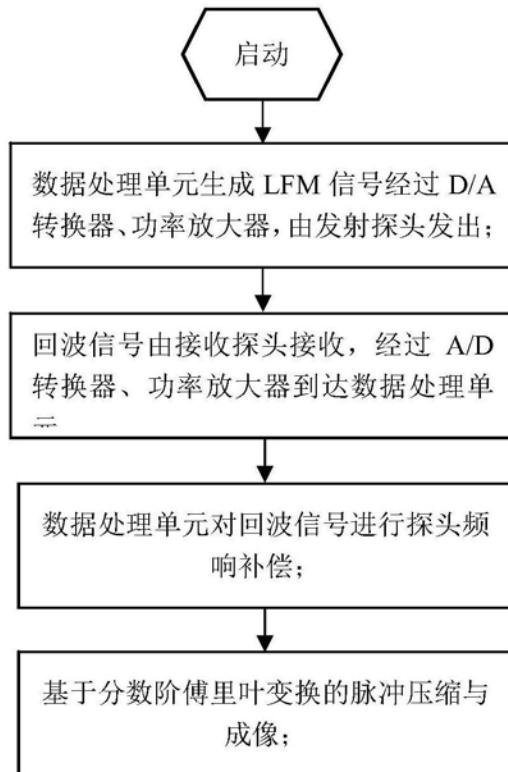 启动
数据处理单元生成 LFM 信号经过 D/A
转换器、功率放大器，由发射探头发出；
回波信号由接收探头接收，经过 A/D
转换器、功率放大器到达数据处理单
数据处理单元对回波信号进行探头频
响补偿；
基于分数阶傅里叶变换的脉冲压缩与
成像；